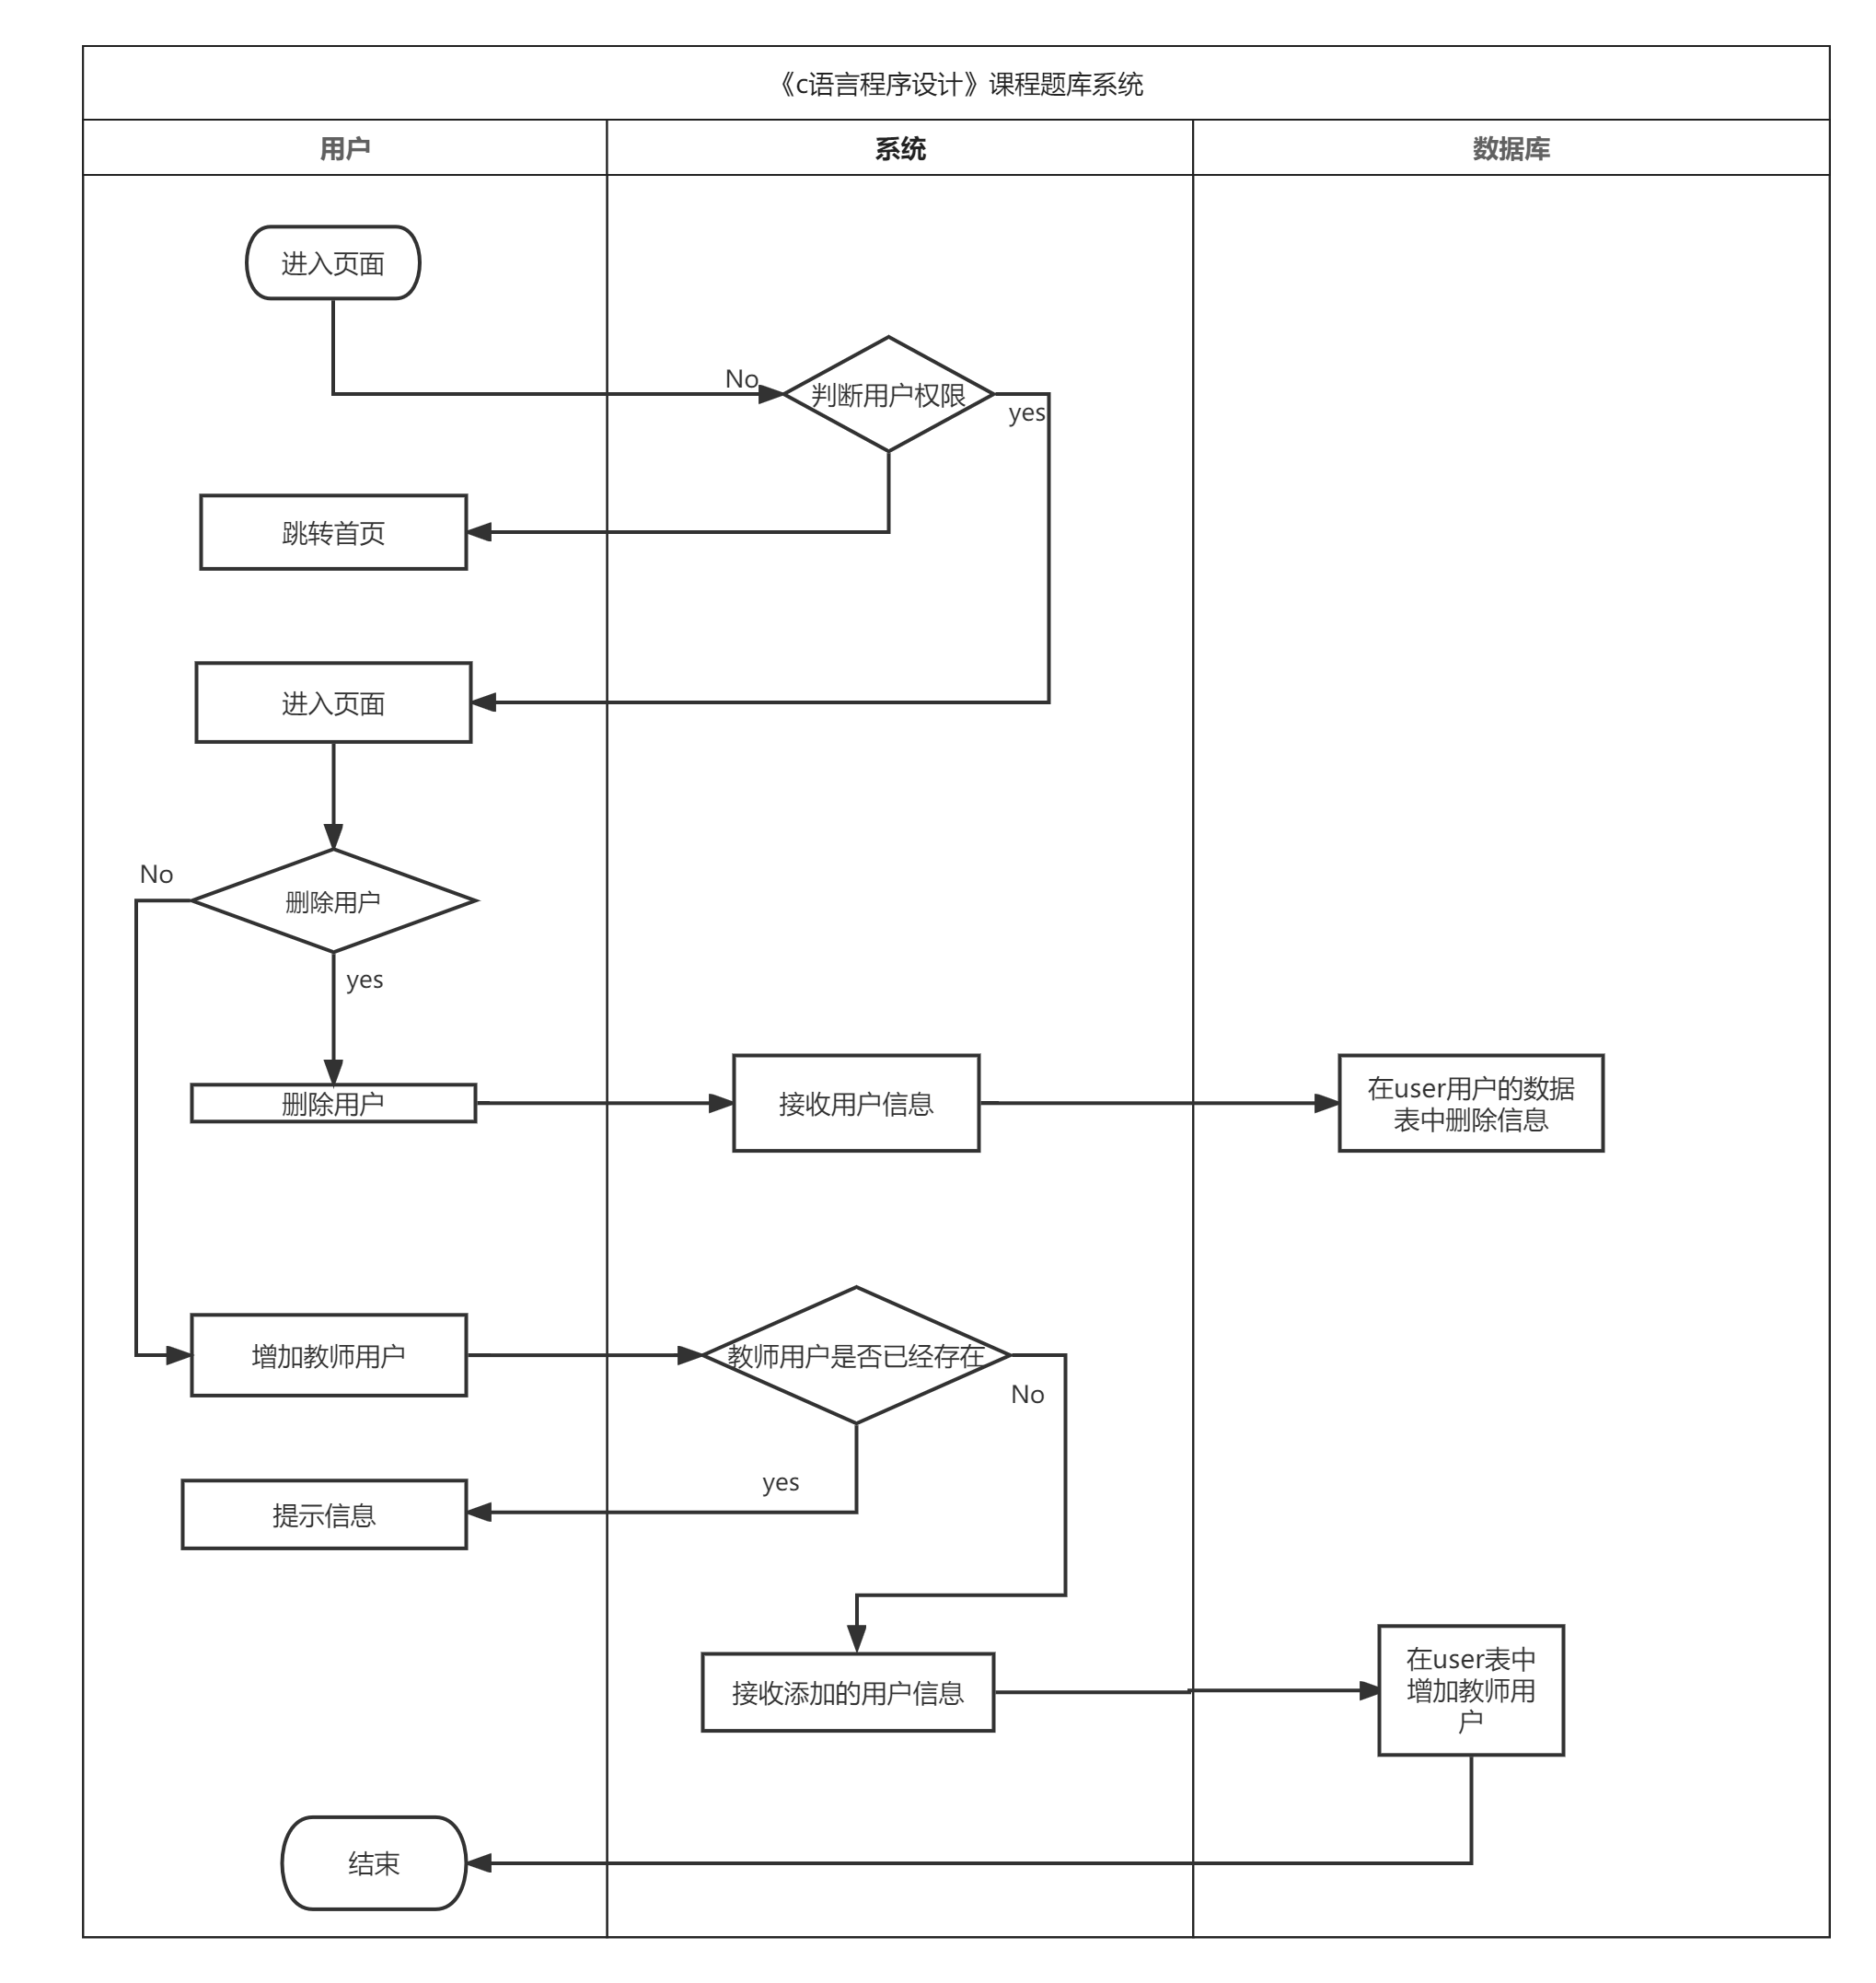 《c语言程序设计》课程题库系统
用户
系统
数据库
进入页面
No
判断用户权限
yes
跳转首页
进入页面
No
删除用户
yes
删除用户
接收用户信息
在user用户的数据
表中删除信息
增加教师用户
教师用户是否已经存在
No
yes
提示信息
接收添加的用户信息
在user表中
增加教师用
户
结束